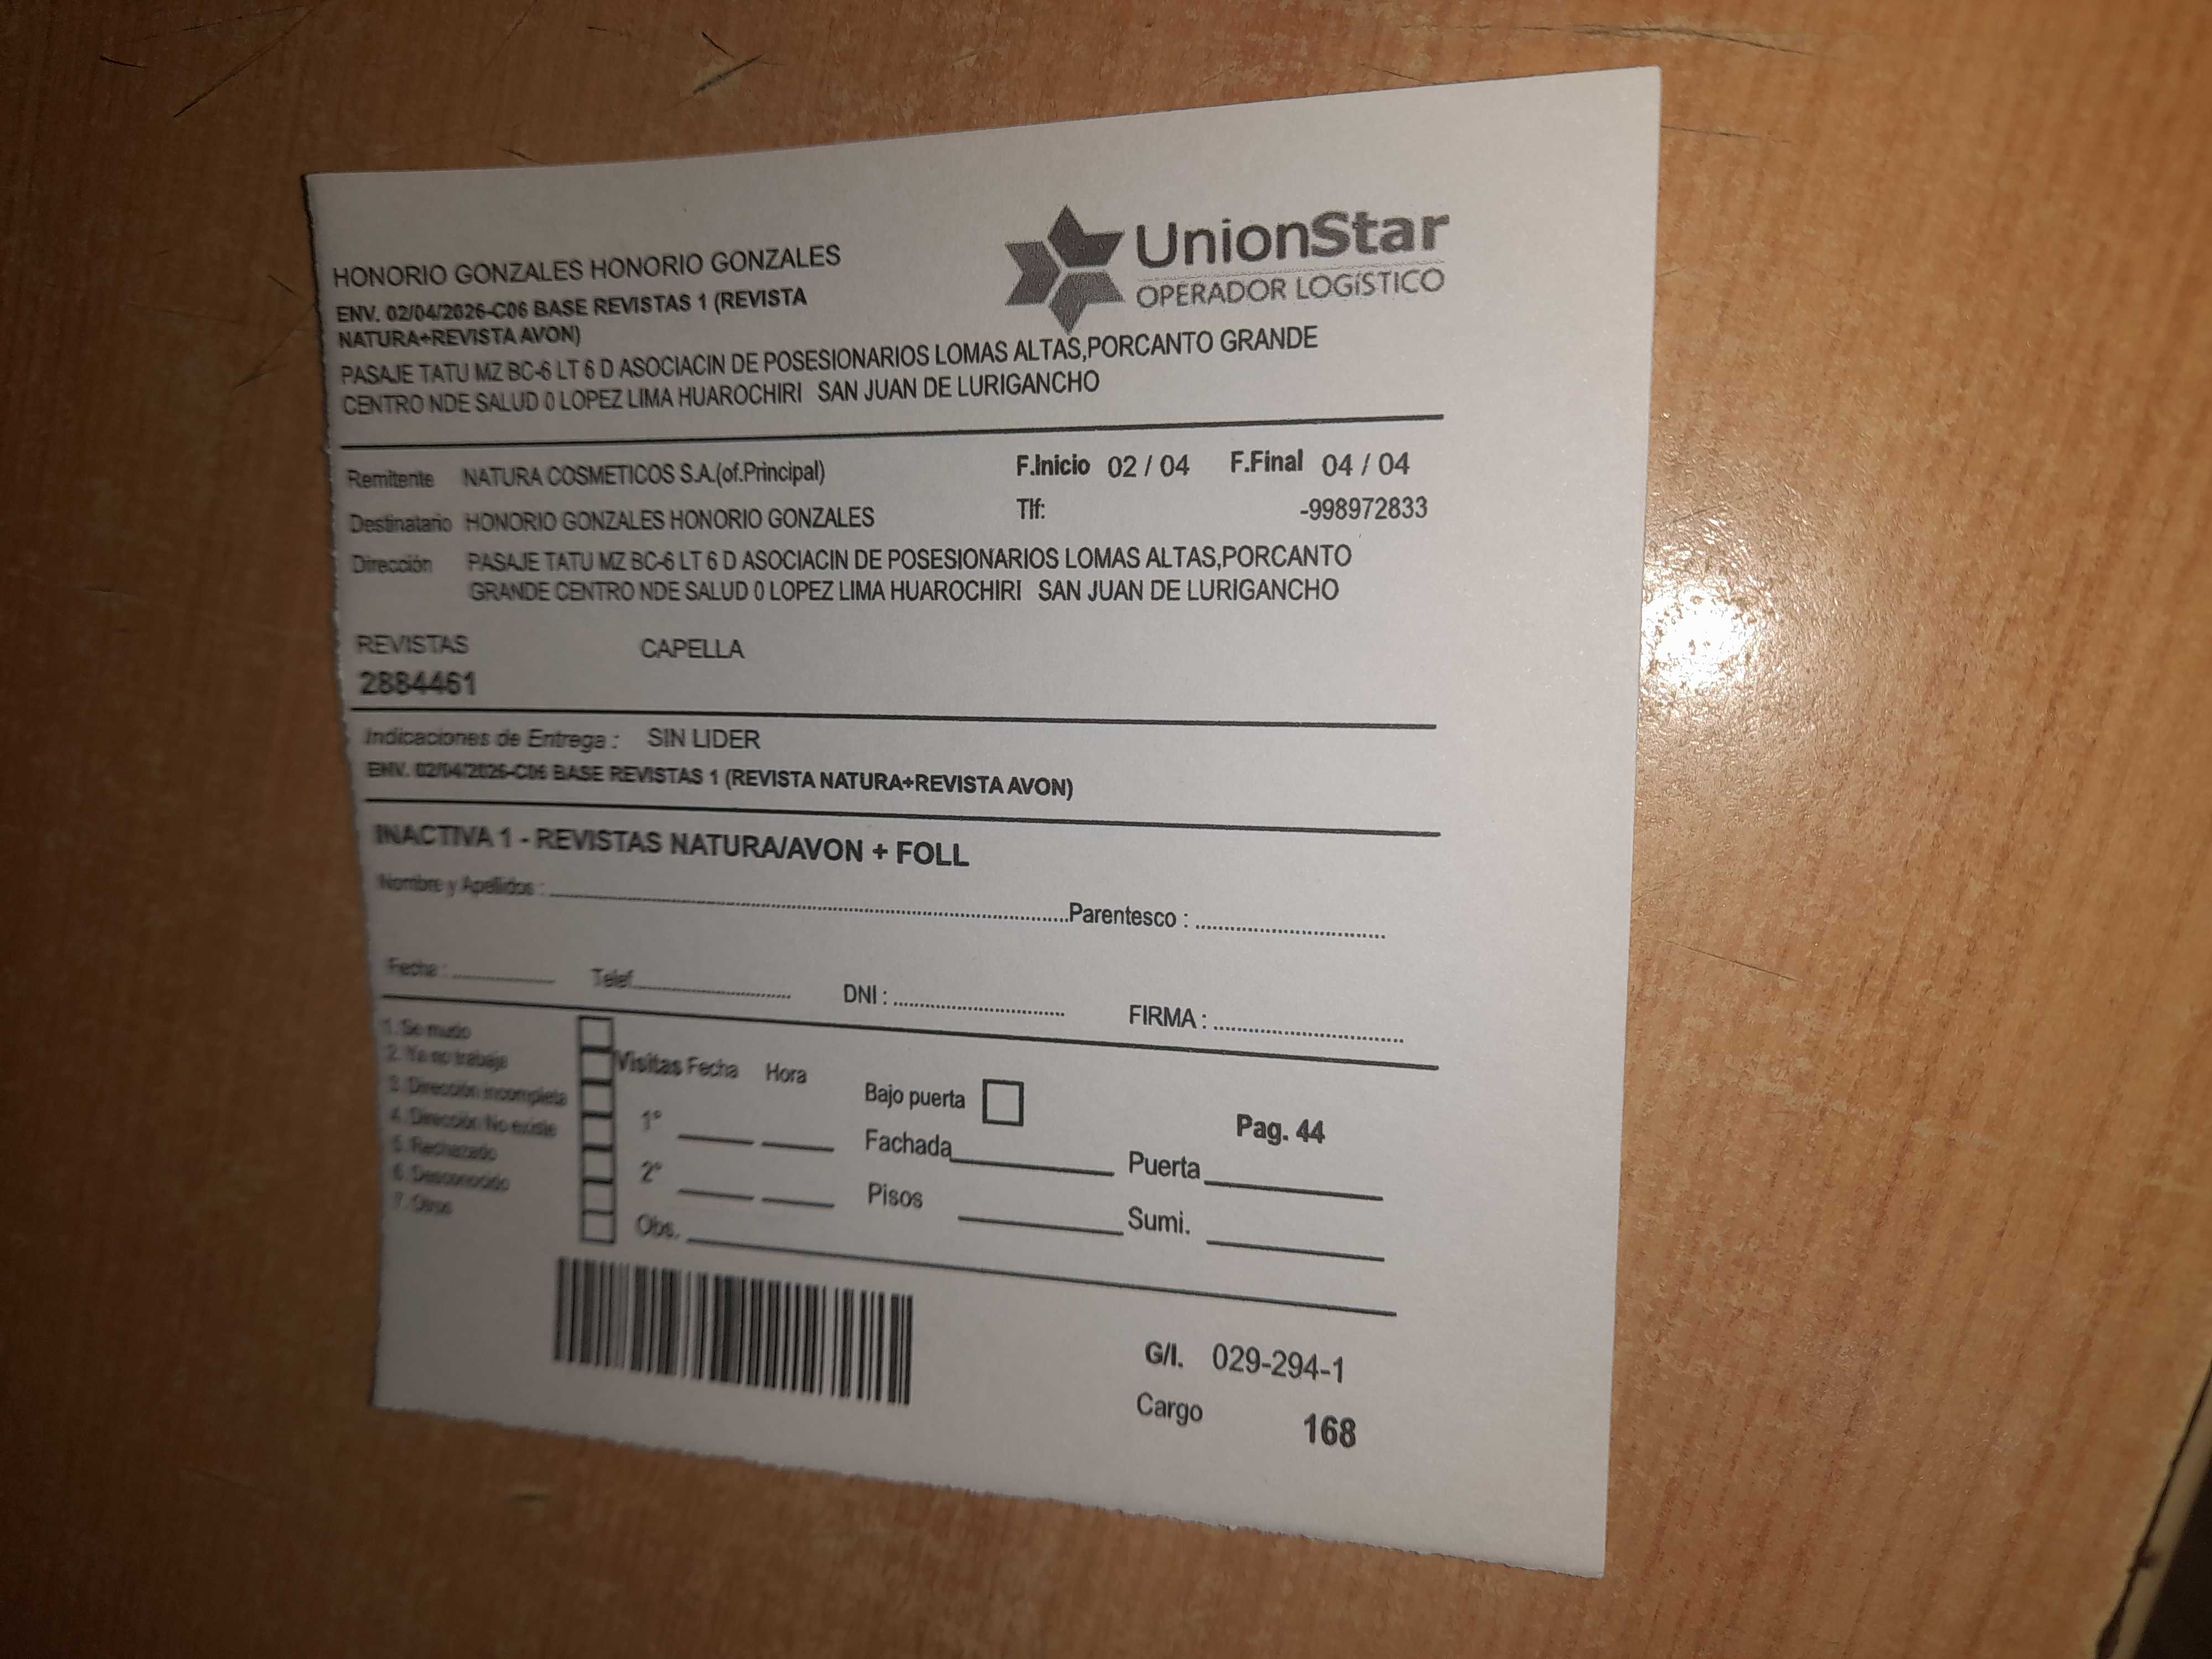 HONORIO GONZALES HONORIO GONZALES
UnionStar
OPERADOR LOGíSTICO
ENV. 02/04/2026-C06 BASE REVISTAS 1 (REVISTA
NATURA+REVISTA AVON)
PASAJE TATU MZ BC-6 LT 6 D ASOCIACIN DE POSESIONARIOS LOMAS ALTAS,PORCANTO GRANDE
CENTRO NDE SALUD 0 LOPEZ LIMA HUAROCHIRI SAN JUAN DE LURIGANCHO
Remitente NATURA COSMETICOS S.A.(of.Principal) F.Inicio 02 / 04 F.Final 04 / 04
Destinatario HONORIO GONZALES HONORIO GONZALES Tlf: -998972833
Dirección PASAJE TATU MZ BC-6 LT 6 D ASOCIACIN DE POSESIONARIOS LOMAS ALTAS,PORCANTO
GRANDE CENTRO NDE SALUD 0 LOPEZ LIMA HUAROCHIRI SAN JUAN DE LURIGANCHO
REVISTAS CAPELLA
2884461
Indicaciones de Entrega : SIN LIDER
ENV. 02/04/2026-C06 BASE REVISTAS 1 (REVISTA NATURA+REVISTA AVON)
INACTIVA 1 - REVISTAS NATURA/AVON + FOLL
Nombre y Apellidos : Parentesco :
Fecha : Telef. DNI : FIRMA :
1. Se mudo
2. Ya no trabaja
3. Dirección incompleta
4. Dirección No existe
5. Rechazado
6. Desconocido
7. Otros
Visitas Fecha Hora
1°
2°
Obs.
Bajo puerta
Pag. 44
Fachada Puerta
Pisos Sumi.
G/I. 029-294-1
Cargo 168